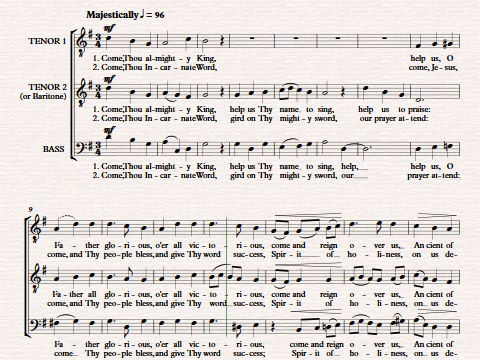 Majestically ♩ = 96
mf
TENOR 1
1. Come, Thou al-might - y King, help us, O
2. Come, Thou In - car - nate Word, come, Je - sus,
mf
TENOR 2
(or Baritone)
1. Come, Thou al-might - y King, help us Thy name to sing, help us to praise:
2. Come, Thou In - car - nate Word, gird on Thy might - y sword, our prayer at - tend:
mf
BASS
1. Come, Thou al-might - y King, help us Thy name to sing, help, help us, O
2. Come, Thou In - car - nate Word, gird on Thy might - y sword, our prayer at - tend:
9
Fa - ther glo - ri - ous, o'er all vic - to - ri - ous, come and reign o - ver us, An cient of
come, and Thy peo - ple bless, and give Thy word suc - cess, Spir - it of ho - li - ness, on us de-
Fa - ther glo - ri - ous, o'er all vic - to - ri - ous, come and reign o - ver us, An cient of
come, and Thy peo - ple bless, and give Thy word suc - cess; Spir - it of ho - li - ness, on us de-
Fa - ther glo - ri - ous, o'er all vic - to - ri - ous, come and reign o - ver us, An cient of
come, and Thy peo - ple bless, and give Thy word suc - cess; Spir - it of ho - li - ness, on us de-